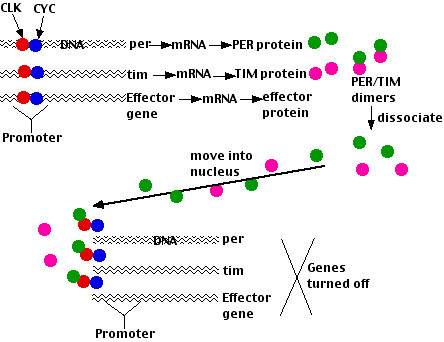 CLK CYC
DNA per mRNA PER protein
tim mRNA TIM protein
Effector gene mRNA effector protein
PER/TIM dimers
Promoter
dissociate
move into nucleus
DNA per
tim
Effector gene
Genes turned off
Promoter